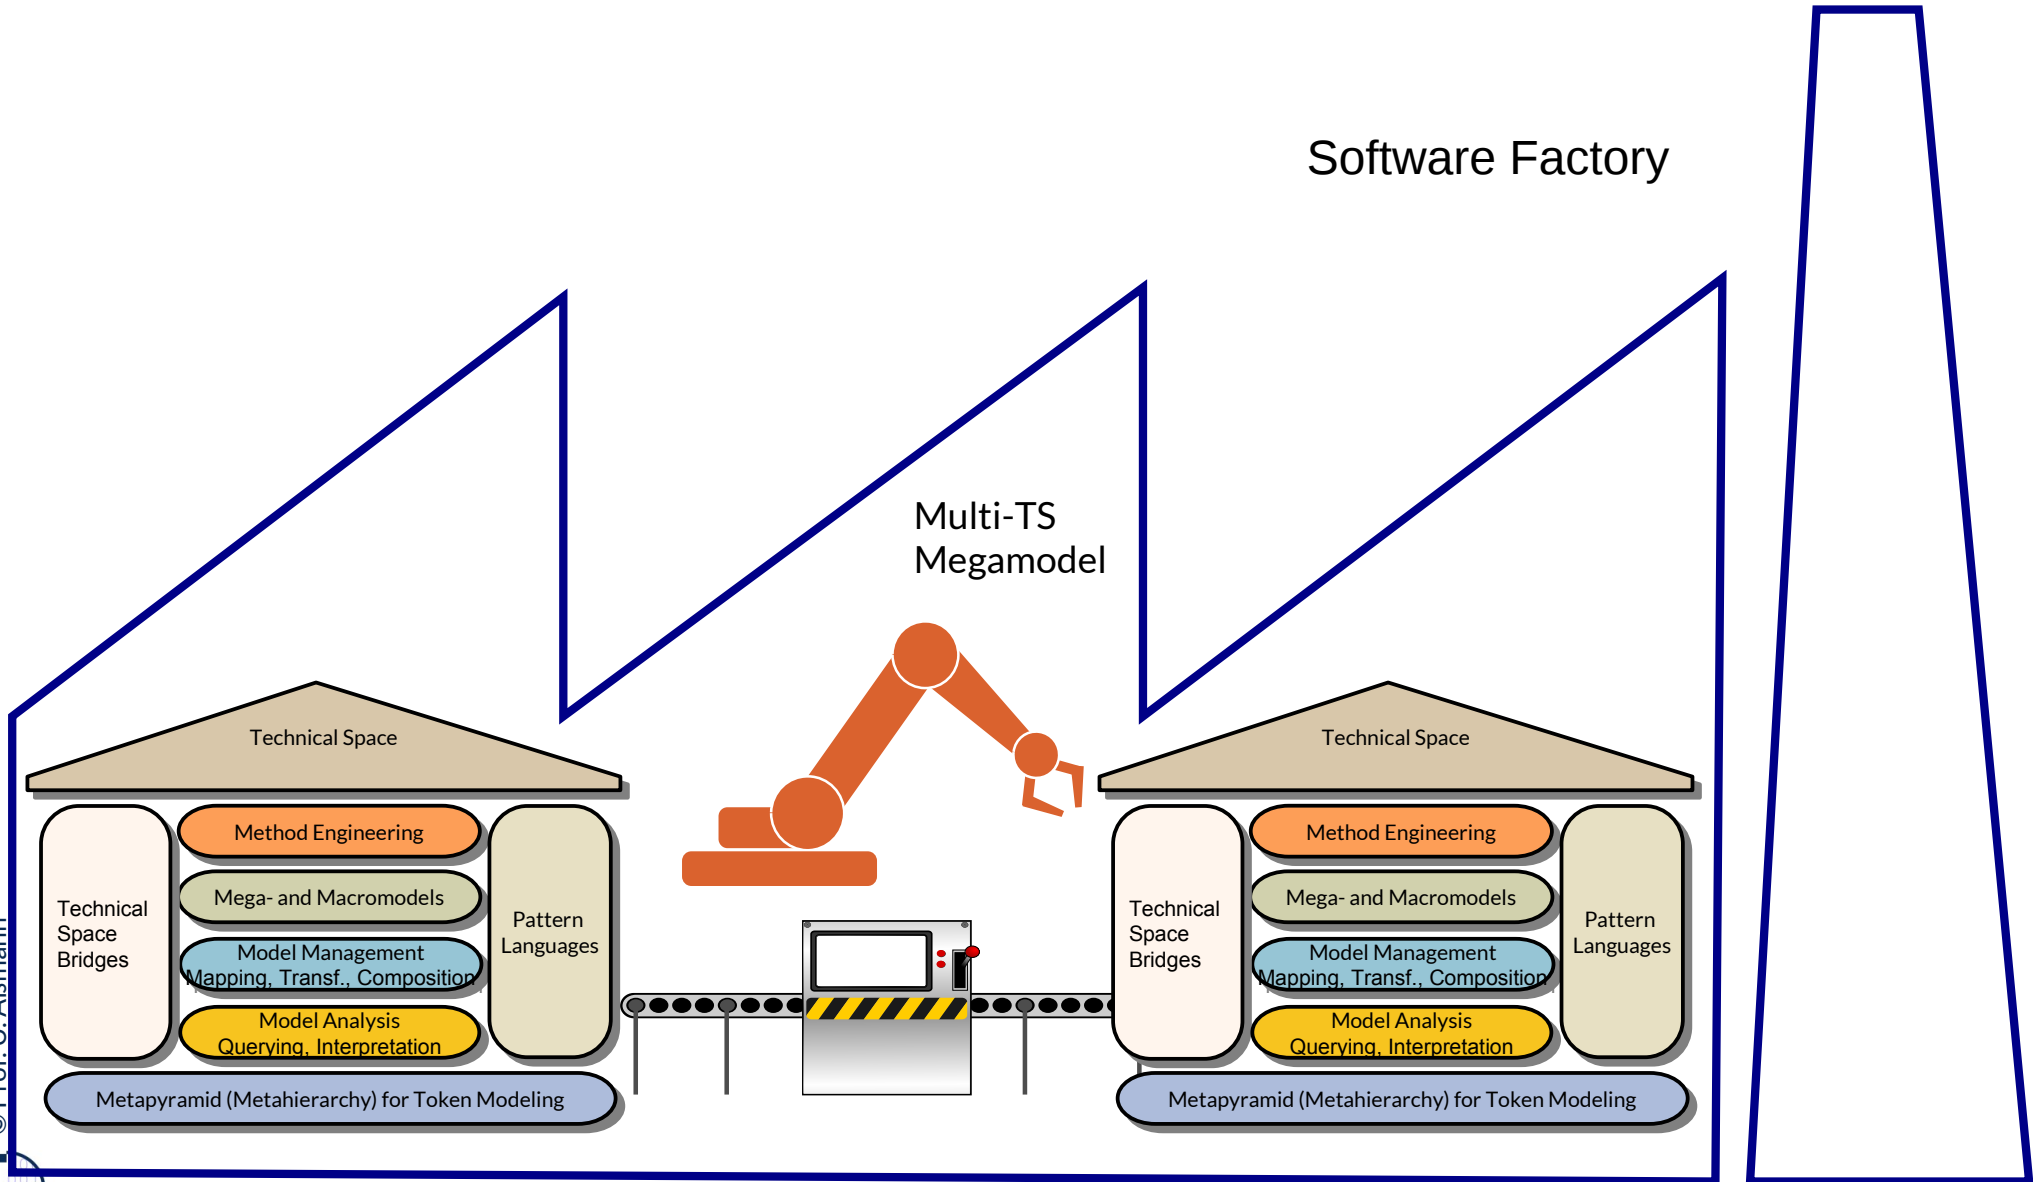 Software Factory
Multi-TS
Megamodel
Technical Space
Technical
Space
Bridges
Method Engineering
Mega- and Macromodels
Model Management
Mapping, Transf., Composition
Model Analysis
Querying, Interpretation
Pattern
Languages
Metapyramid (Metahierarchy) for Token Modeling
Technical Space
Technical
Space
Bridges
Method Engineering
Mega- and Macromodels
Model Management
Mapping, Transf., Composition
Model Analysis
Querying, Interpretation
Pattern
Languages
Metapyramid (Metahierarchy) for Token Modeling